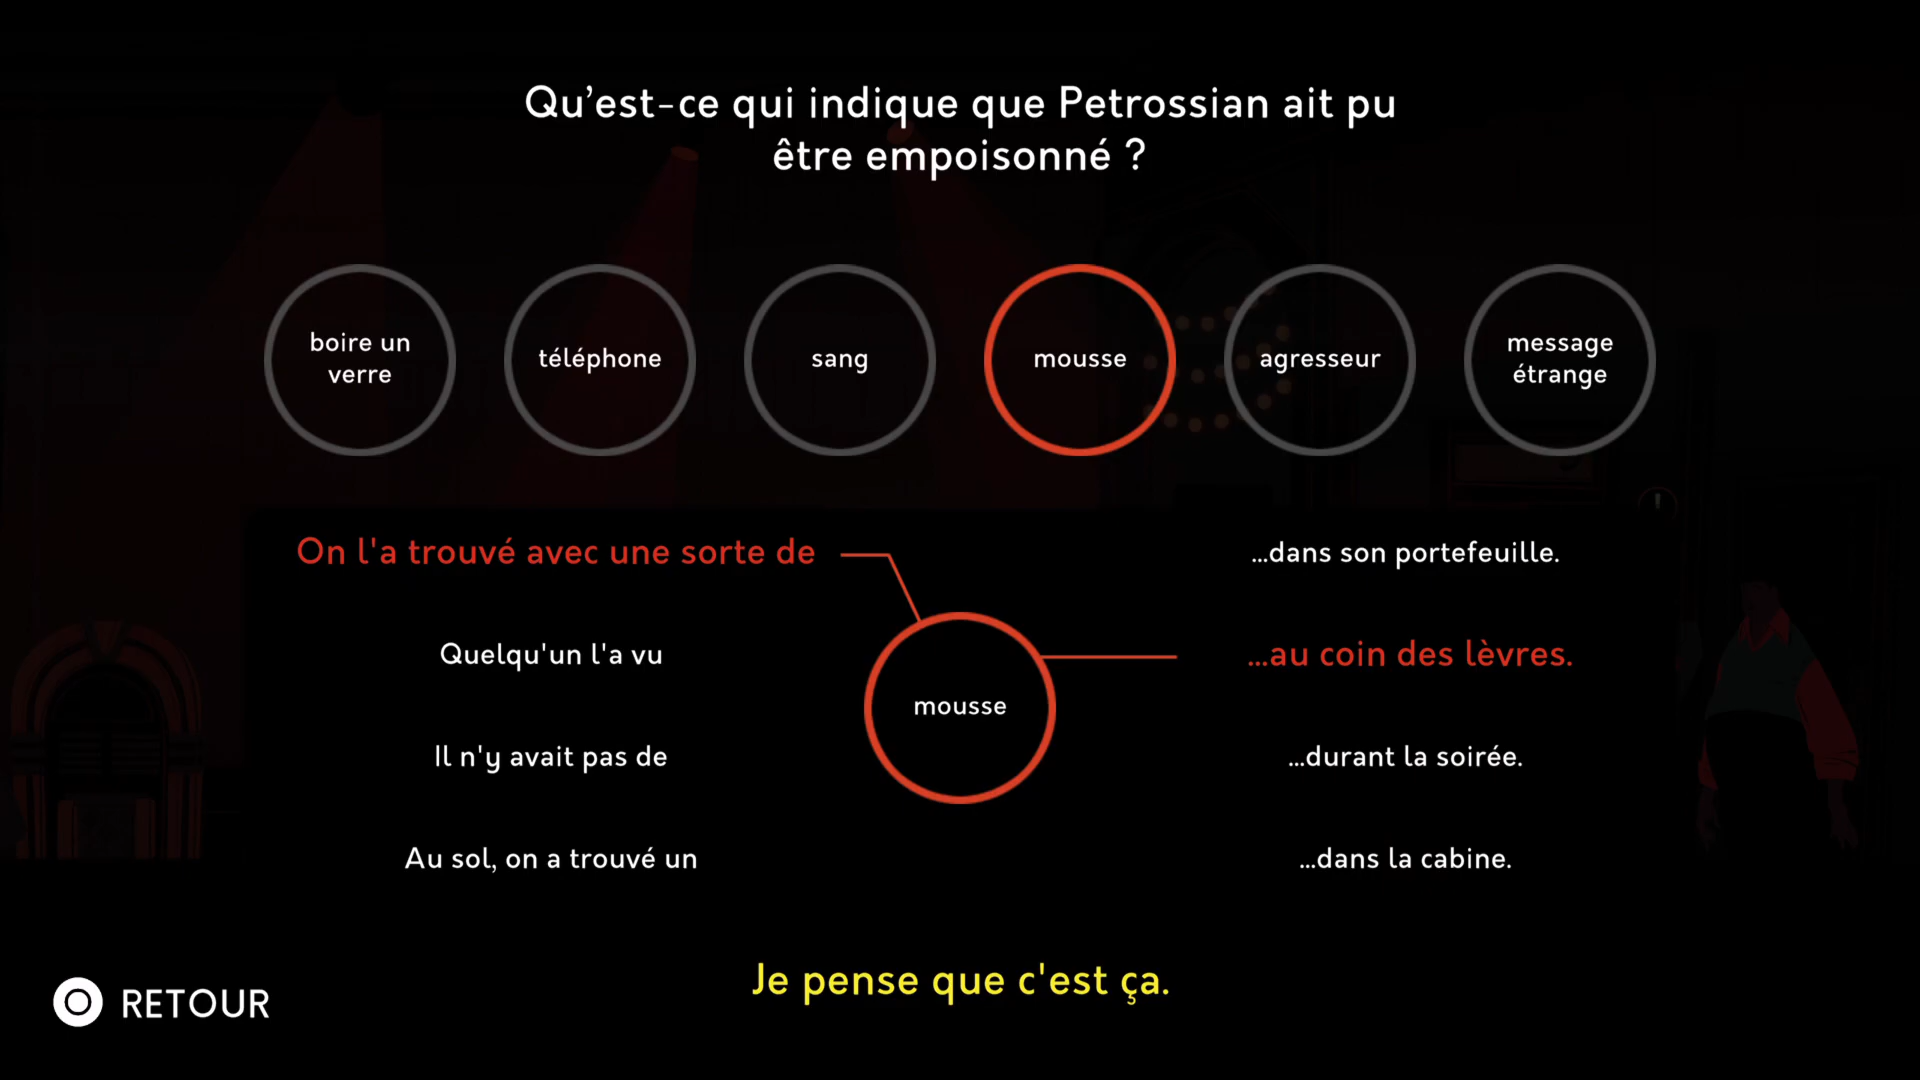 Qu’est-ce qui indique que Petrossian ait pu
être empoisonné ?
boire un
verre
téléphone
sang
mousse
agresseur
message
étrange
On l'a trouvé avec une sorte de
Quelqu'un l'a vu
Il n'y avait pas de
Au sol, on a trouvé un
mousse
...dans son portefeuille.
...au coin des lèvres.
...durant la soirée.
...dans la cabine.
Je pense que c'est ça.
RETOUR